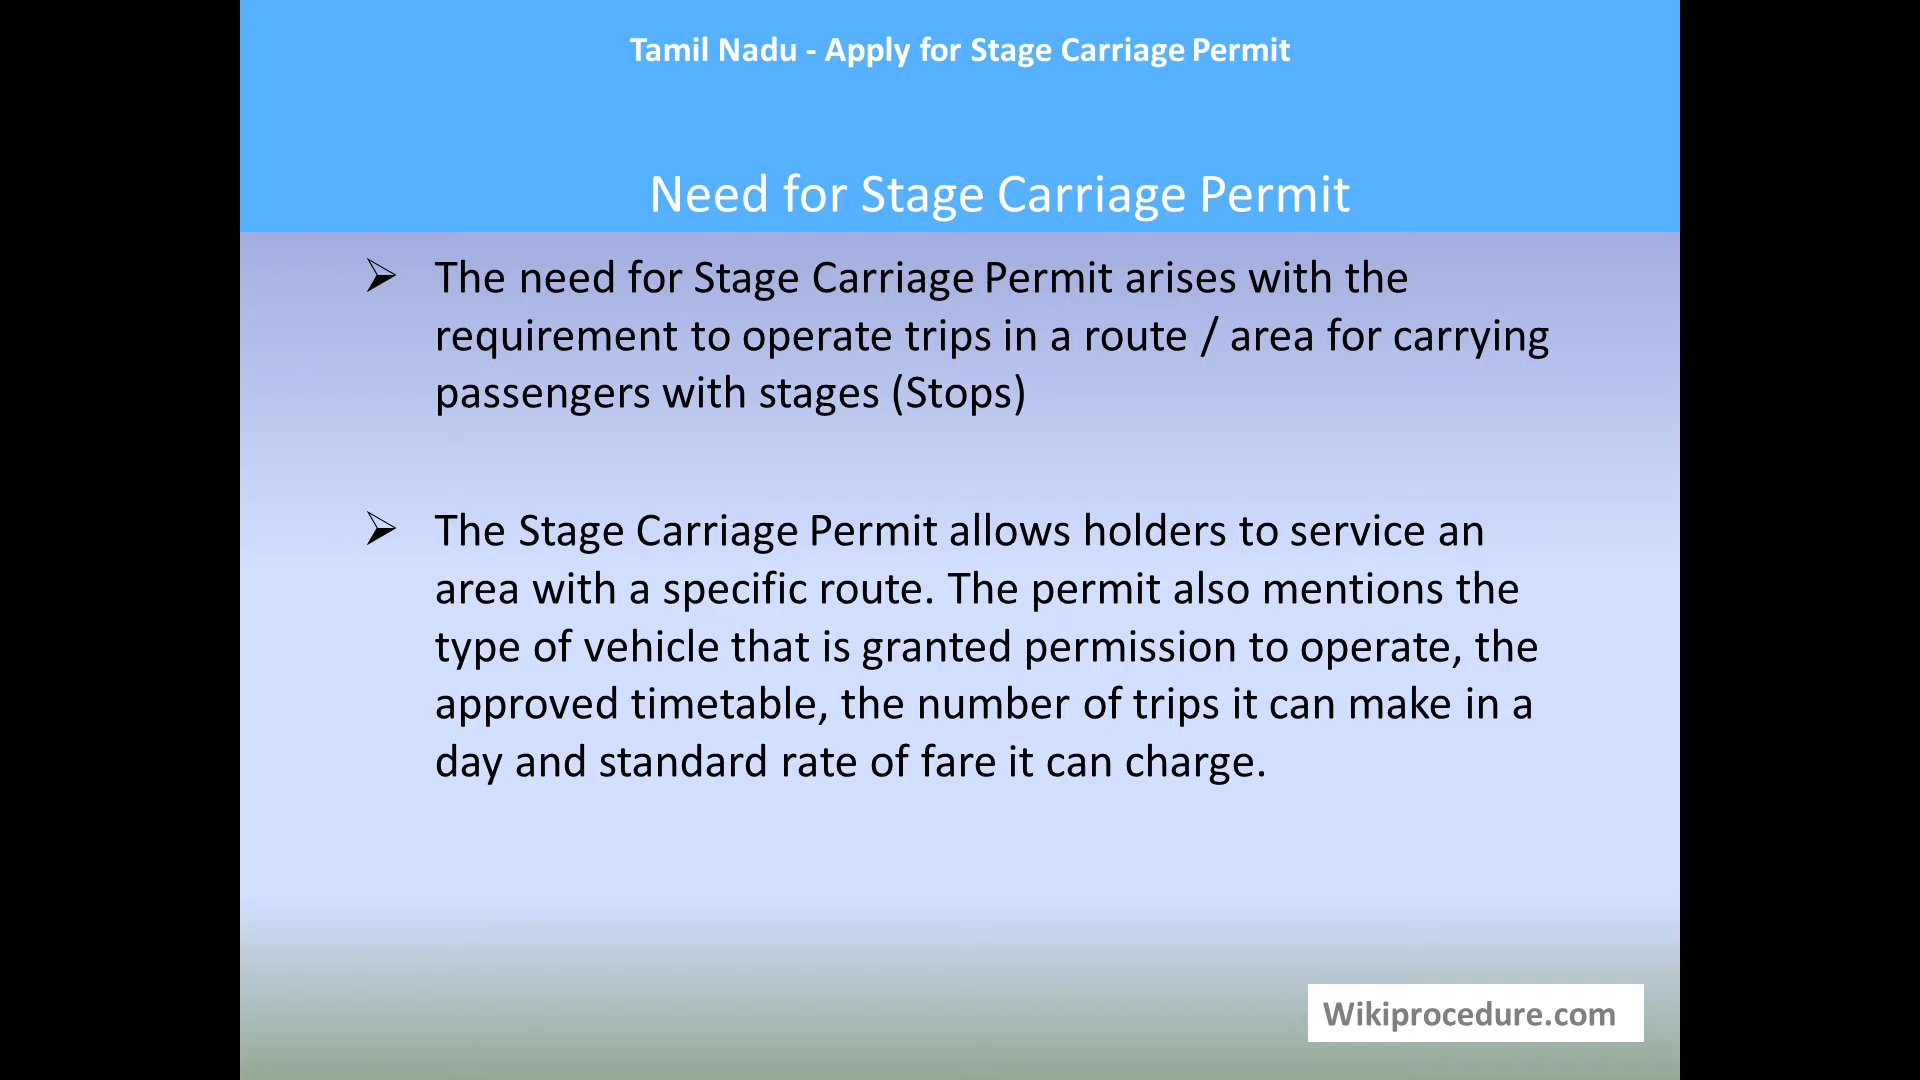 Tamil Nadu - Apply for Stage Carriage Permit
Need for Stage Carriage Permit
The need for Stage Carriage Permit arises with the
requirement to operate trips in a route / area for carrying
passengers with stages (Stops)
The Stage Carriage Permit allows holders to service an
area with a specific route. The permit also mentions the
type of vehicle that is granted permission to operate, the
approved timetable, the number of trips it can make in a
day and standard rate of fare it can charge.
Wikiprocedure.com